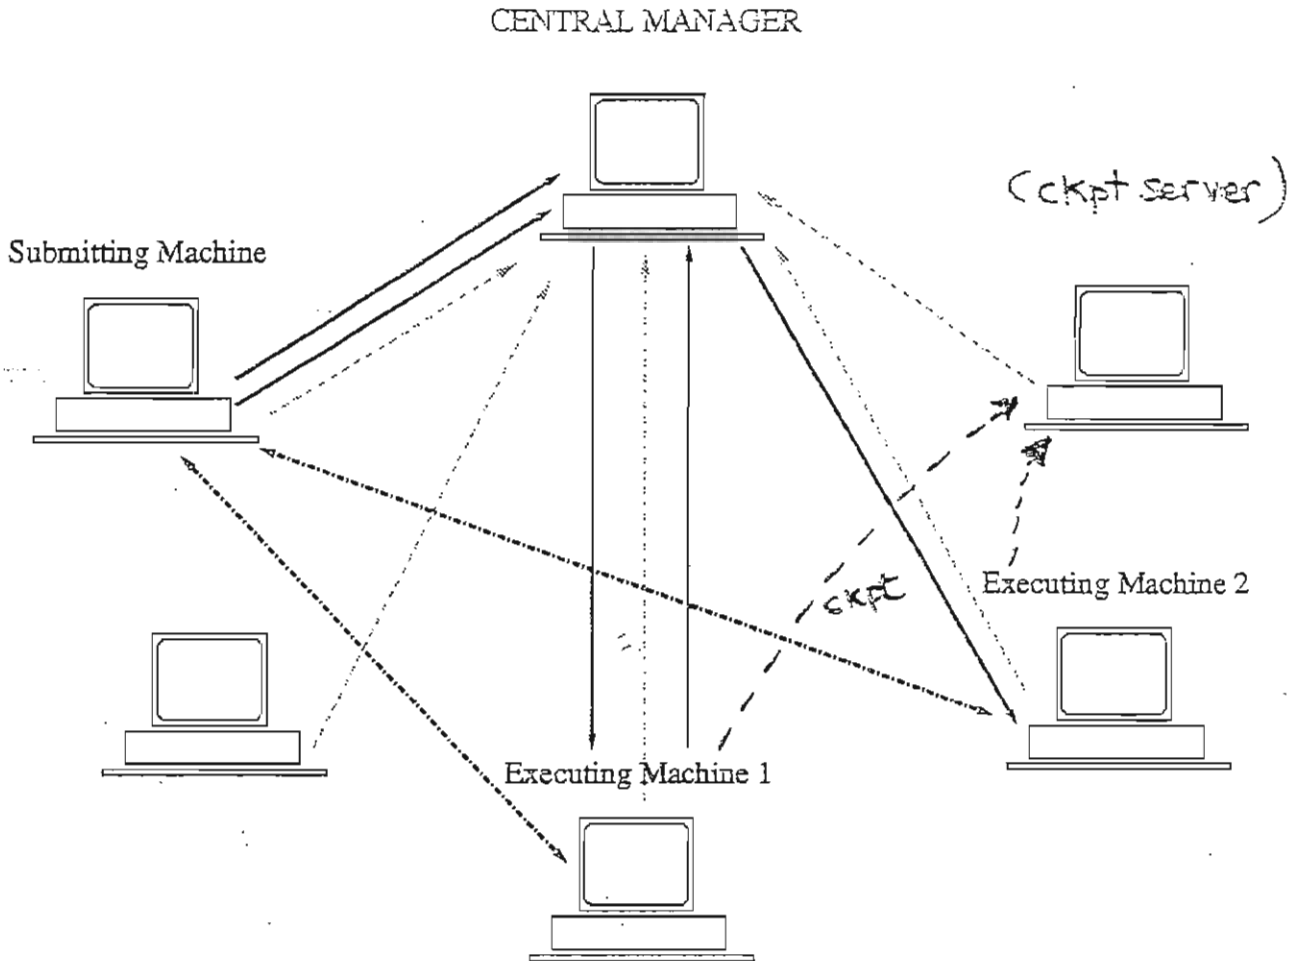 CENTRAL MANAGER
(ckpt server)
Submitting Machine
ckpt
Executing Machine 2
Executing Machine 1